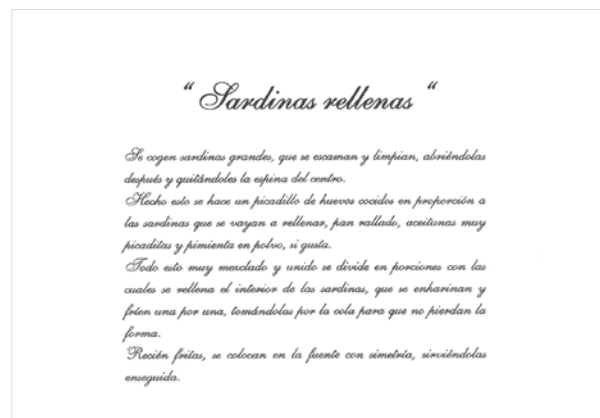 “ Sardinas rellenas “
Se cogen sardinas grandes, que se escaman y limpian, abriéndolas
después y quitándoles la espina del centro.
Hecho esto se hace un picadillo de huevos cocidos en proporción a
las sardinas que se vayan a rellenar, pan rallado, aceitunas muy
picaditas y pimienta en polvo, si gusta.
Todo esto muy mezclado y unido se divide en porciones con las
cuales se rellena el interior de las sardinas, que se enharinan y
fríen una por una, tomándolas por la cola para que no pierdan la
forma.
Recién fritas, se colocan en la fuente con simetría, sirviéndolas
enseguida.